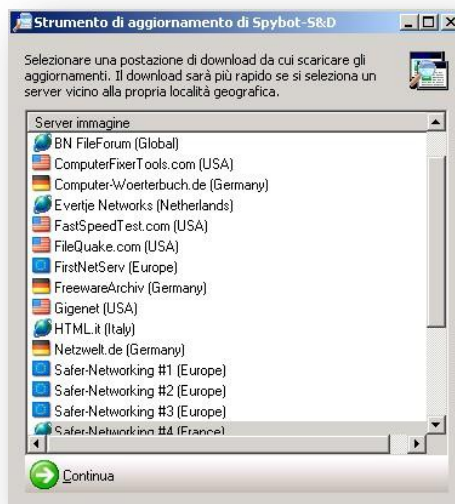 Strumento di aggiornamento di Spybot-S&D
Selezionare una postazione di download da cui scaricare gli
aggiornamenti. Il download sarà più rapido se si seleziona un
server vicino alla propria località geografica.
Server immagine
BN FileForum (Global)
ComputerFixerTools.com (USA)
Computer-Woerterbuch.de (Germany)
Evertje Networks (Netherlands)
FastSpeedTest.com (USA)
FileQuake.com (USA)
FirstNetServ (Europe)
FreewareArchiv (Germany)
Gigenet (USA)
HTML.it (Italy)
Netzwelt.de (Germany)
Safer-Networking #1 (Europe)
Safer-Networking #2 (Europe)
Safer-Networking #3 (Europe)
Safer-Networking #4 (France)
Continua